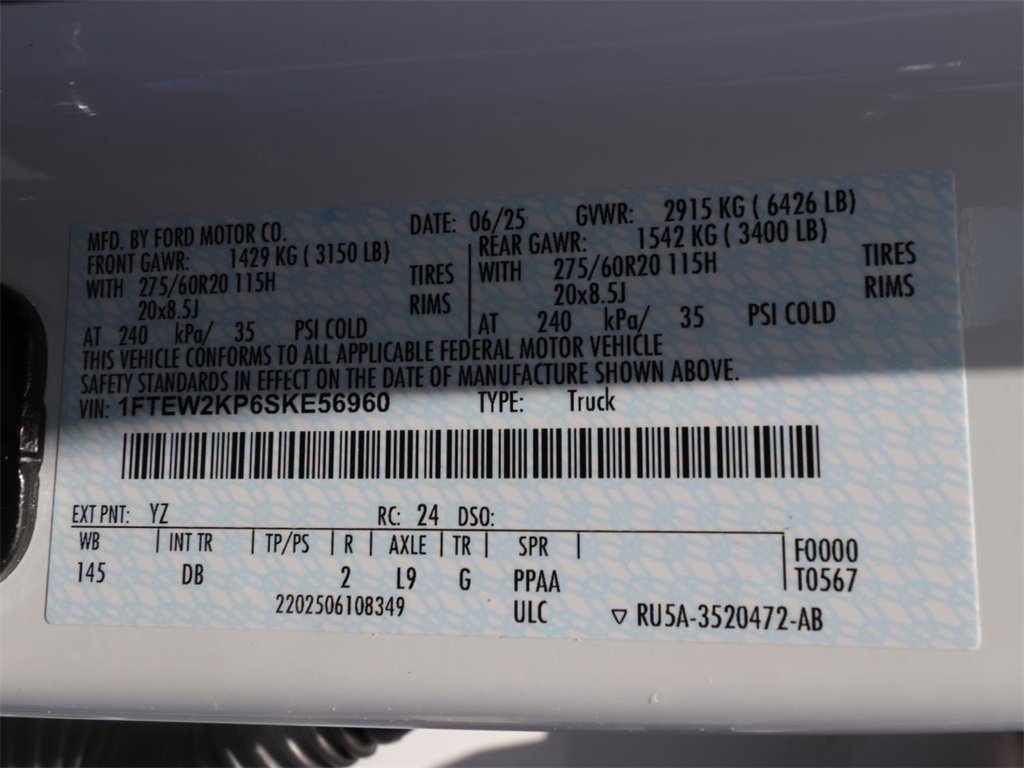 MFD. BY FORD MOTOR CO. DATE: 06/25 GVWR: 2915 KG ( 6426 LB)
FRONT GAWR: 1429 KG ( 3150 LB) REAR GAWR: 1542 KG ( 3400 LB)
WITH 275/60R20 115H TIRES WITH 275/60R20 115H TIRES
20x8.5J RIMS 20x8.5J RIMS
AT 240 kPa/ 35 PSI COLD AT 240 kPa/ 35 PSI COLD
THIS VEHICLE CONFORMS TO ALL APPLICABLE FEDERAL MOTOR VEHICLE
SAFETY STANDARDS IN EFFECT ON THE DATE OF MANUFACTURE SHOWN ABOVE.
VIN: 1FTEW2KP6SKE56960 TYPE: Truck
EXT PNT: YZ RC: 24 DSO:
WB INT TR TP/PS R AXLE TR SPR F0000
145 DB 2 L9 G PPAA T0567
2202506108349 ULC ▽ RU5A-3520472-AB